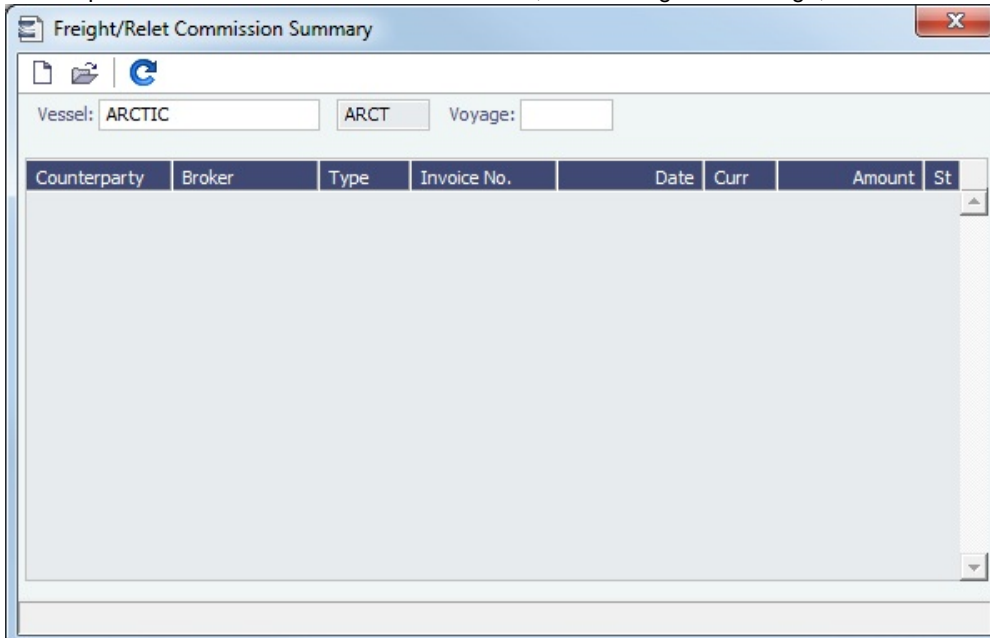 Freight/Relet Commission Summary
Vessel: ARCTIC ARCT Voyage:
Counterparty Broker Type Invoice No. Date Curr Amount St